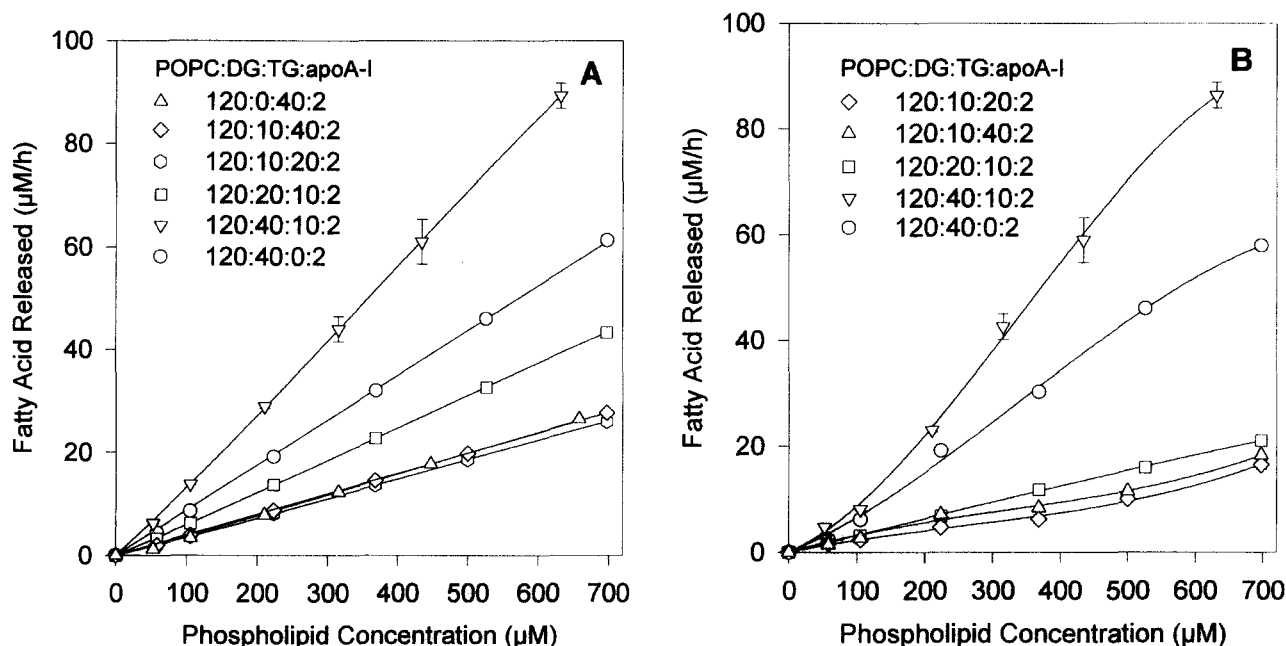 A
POPC:DG:TG:apoA-I
120:0:40:2
120:10:40:2
120:10:20:2
120:20:10:2
120:40:10:2
120:40:0:2
Fatty Acid Released (µM/h)
100
80
60
40
20
0
0 100 200 300 400 500 600 700
Phospholipid Concentration (µM)
B
POPC:DG:TG:apoA-I
120:10:20:2
120:10:40:2
120:20:10:2
120:40:10:2
120:40:0:2
Fatty Acid Released (µM/h)
100
80
60
40
20
0
0 100 200 300 400 500 600 700
Phospholipid Concentration (µM)